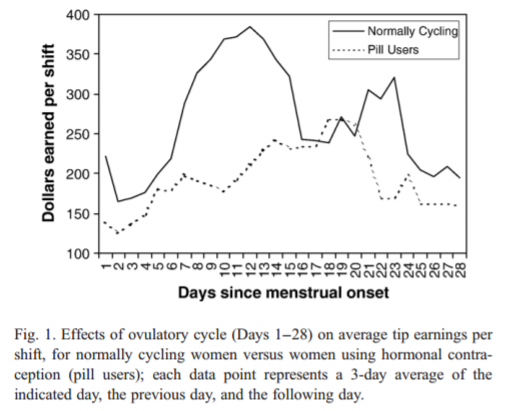 400
350
300
250
200
150
100
Dollars earned per shift
Normally Cycling
Pill Users
1 2 3 4 5 6 7 8 9 10 11 12 13 14 15 16 17 18 19 20 21 22 23 24 25 26 27 28
Days since menstrual onset
Fig. 1. Effects of ovulatory cycle (Days 1–28) on average tip earnings per
shift, for normally cycling women versus women using hormonal contra-
ception (pill users); each data point represents a 3-day average of the
indicated day, the previous day, and the following day.